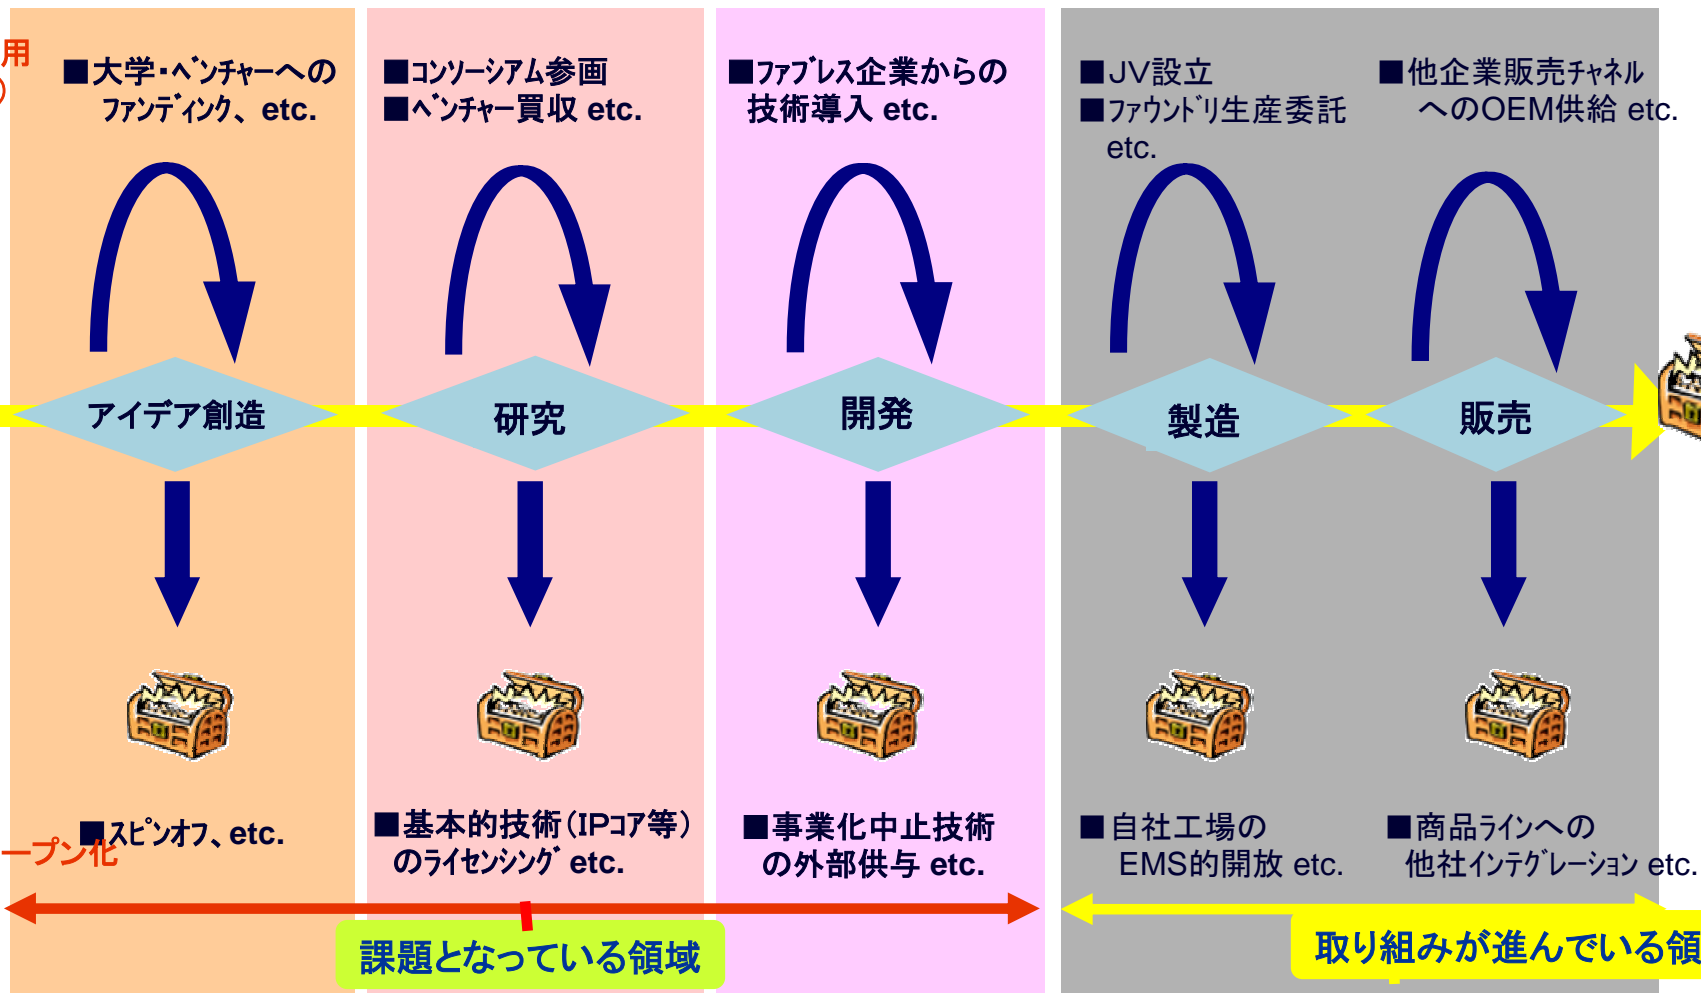 用
)
■大学・ベンチャーへの
ファンディング、 etc.
■コンソーシアム参画
■ベンチャー買収 etc.
■ファブレス企業からの
技術導入 etc.
■JV設立
■ファウンドリ生産委託
etc.
■他企業販売チャネル
へのOEM供給 etc.
アイデア創造
研究
開発
製造
販売
■スピンオフ、etc.
ープン化
■基本的技術(IPコア等)
のライセンシング etc.
■事業化中止技術
の外部供与 etc.
■自社工場の
EMS的開放 etc.
■商品ラインへの
他社インテグレーション etc.
課題となっている領域
取り組みが進んでいる領